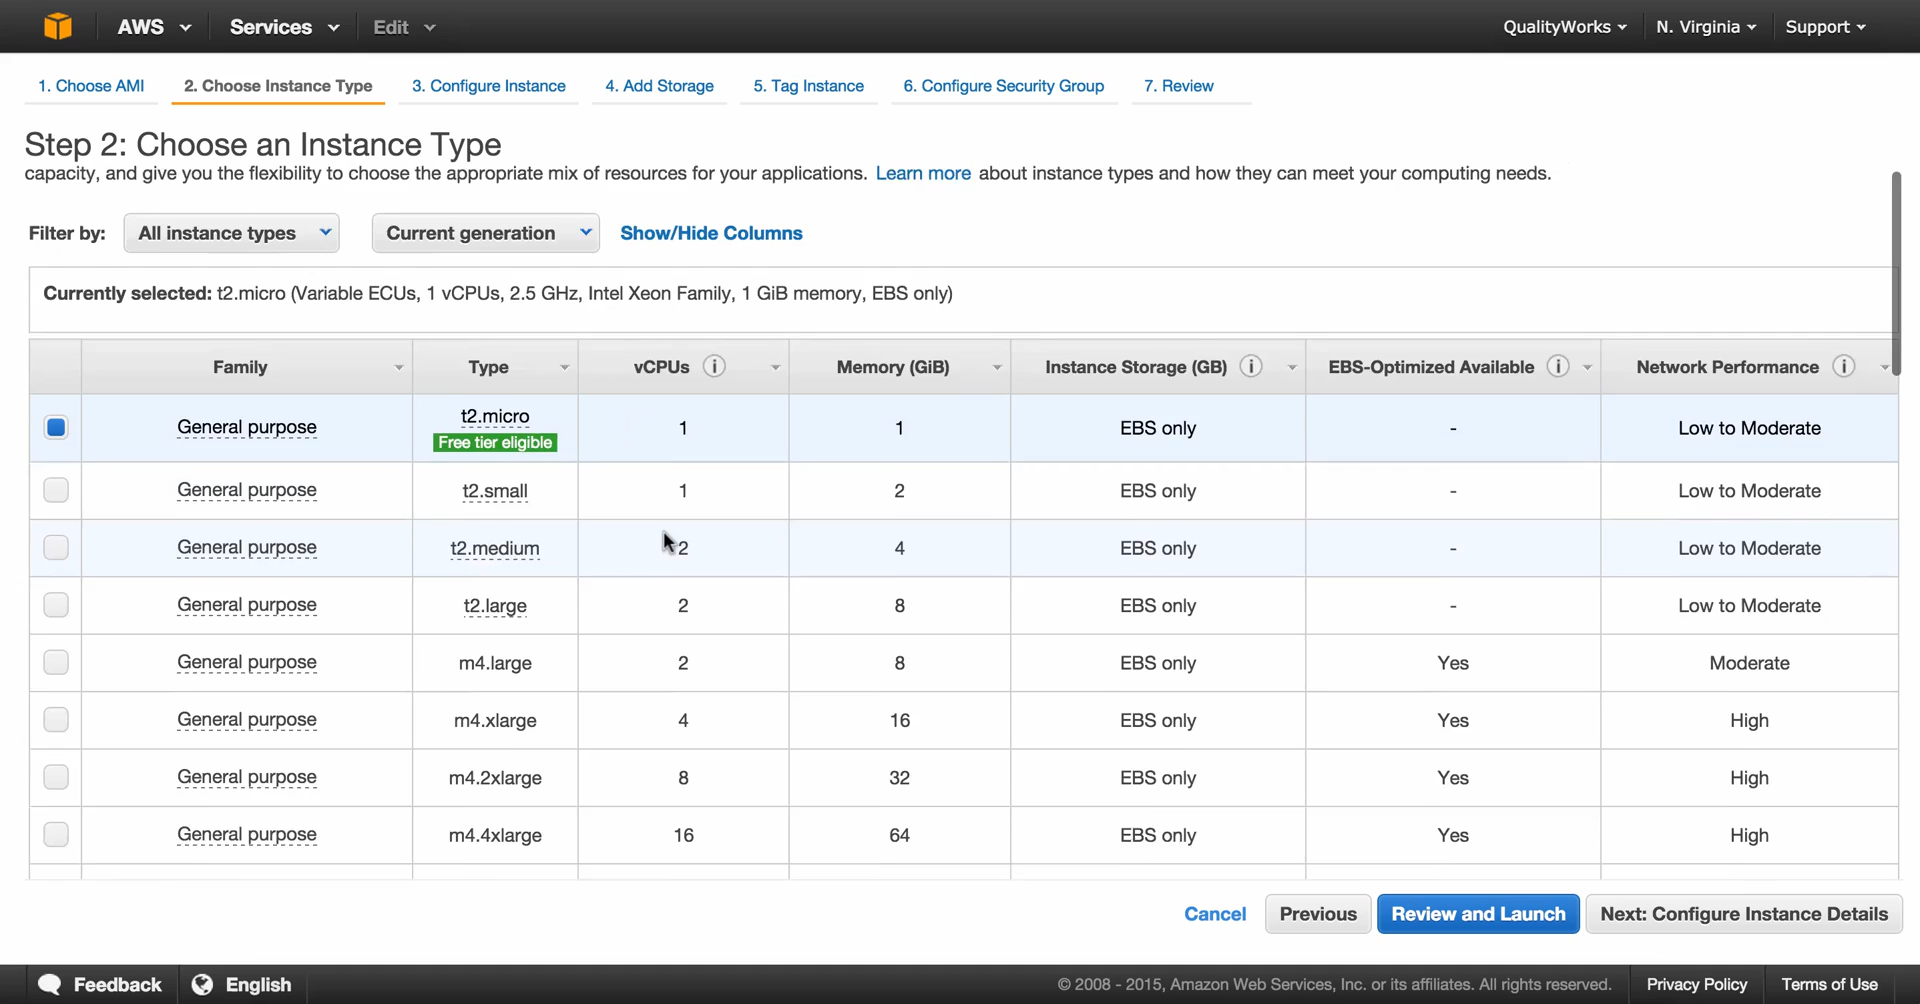 AWS Services Edit QualityWorks N. Virginia Support
1. Choose AMI 2. Choose Instance Type 3. Configure Instance 4. Add Storage 5. Tag Instance 6. Configure Security Group 7. Review
Step 2: Choose an Instance Type
capacity, and give you the flexibility to choose the appropriate mix of resources for your applications. Learn more about instance types and how they can meet your computing needs.
Filter by: All instance types Current generation Show/Hide Columns
Currently selected: t2.micro (Variable ECUs, 1 vCPUs, 2.5 GHz, Intel Xeon Family, 1 GiB memory, EBS only)
Family Type vCPUs i Memory (GiB) Instance Storage (GB) i EBS-Optimized Available i Network Performance i
General purpose t2.micro 1 1 EBS only - Low to Moderate
Free tier eligible
General purpose t2.small 1 2 EBS only - Low to Moderate
General purpose t2.medium 2 4 EBS only - Low to Moderate
General purpose t2.large 2 8 EBS only - Low to Moderate
General purpose m4.large 2 8 EBS only Yes Moderate
General purpose m4.xlarge 4 16 EBS only Yes High
General purpose m4.2xlarge 8 32 EBS only Yes High
General purpose m4.4xlarge 16 64 EBS only Yes High
Cancel Previous Review and Launch Next: Configure Instance Details
Feedback English © 2008 - 2015, Amazon Web Services, Inc. or its affiliates. All rights reserved. Privacy Policy Terms of Use